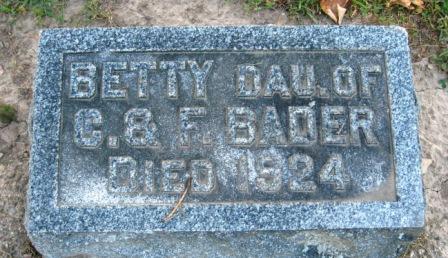 BETTY DAU. OF
C. & F. BADER
DIED 1924